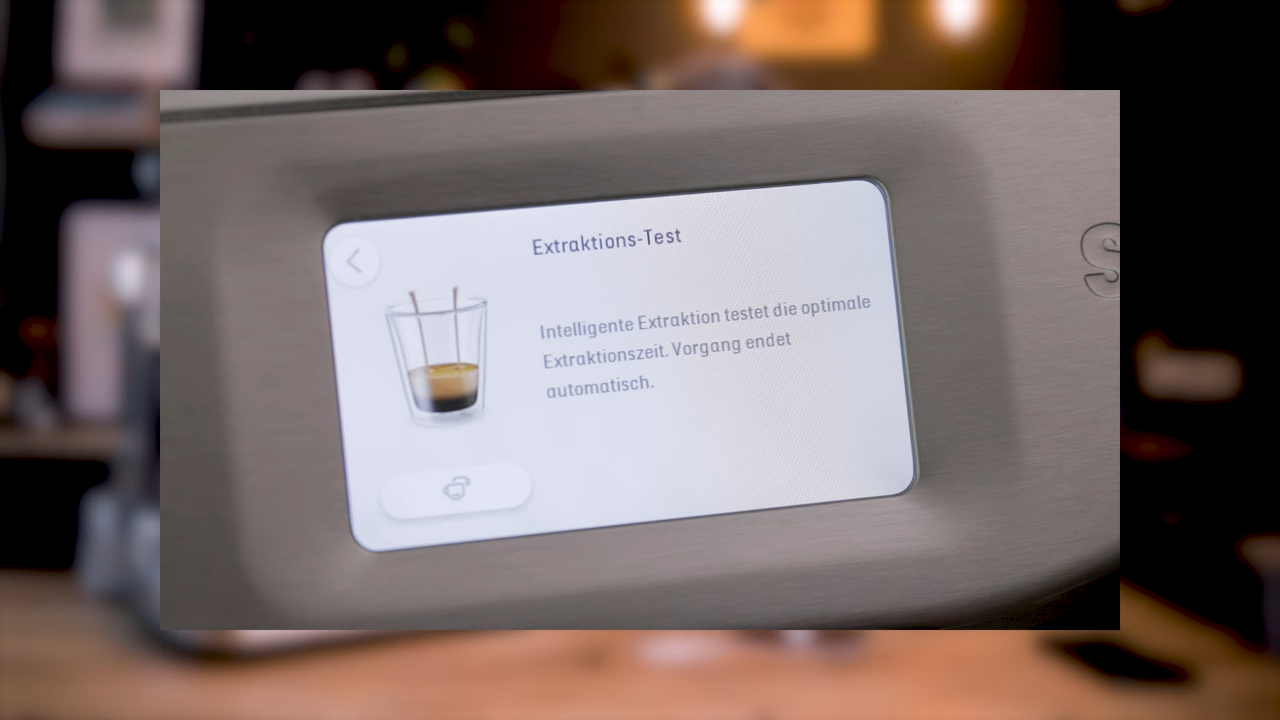 Extraktions-Test
Intelligente Extraktion testet die optimale
Extraktionszeit. Vorgang endet
automatisch.
S